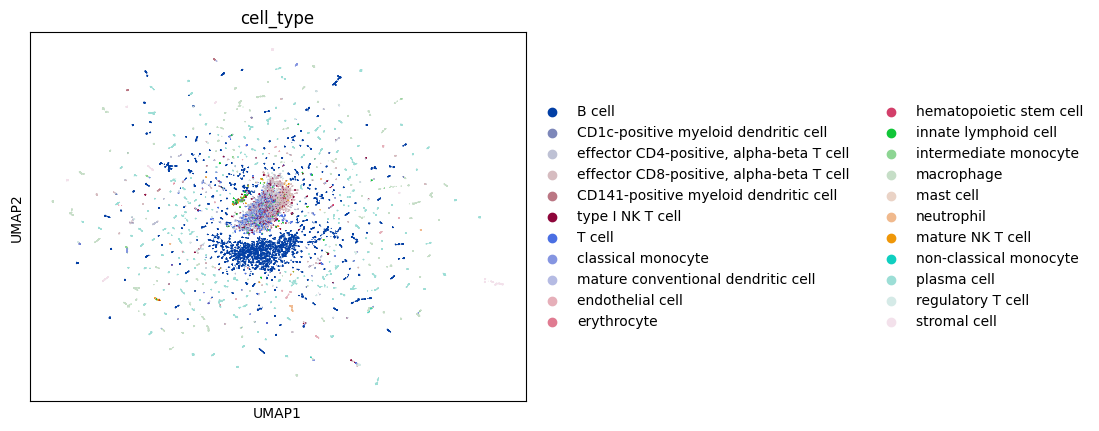 cell_type
UMAP2
UMAP1
B cell
CD1c-positive myeloid dendritic cell
effector CD4-positive, alpha-beta T cell
effector CD8-positive, alpha-beta T cell
CD141-positive myeloid dendritic cell
type I NK T cell
T cell
classical monocyte
mature conventional dendritic cell
endothelial cell
erythrocyte
hematopoietic stem cell
innate lymphoid cell
intermediate monocyte
macrophage
mast cell
neutrophil
mature NK T cell
non-classical monocyte
plasma cell
regulatory T cell
stromal cell